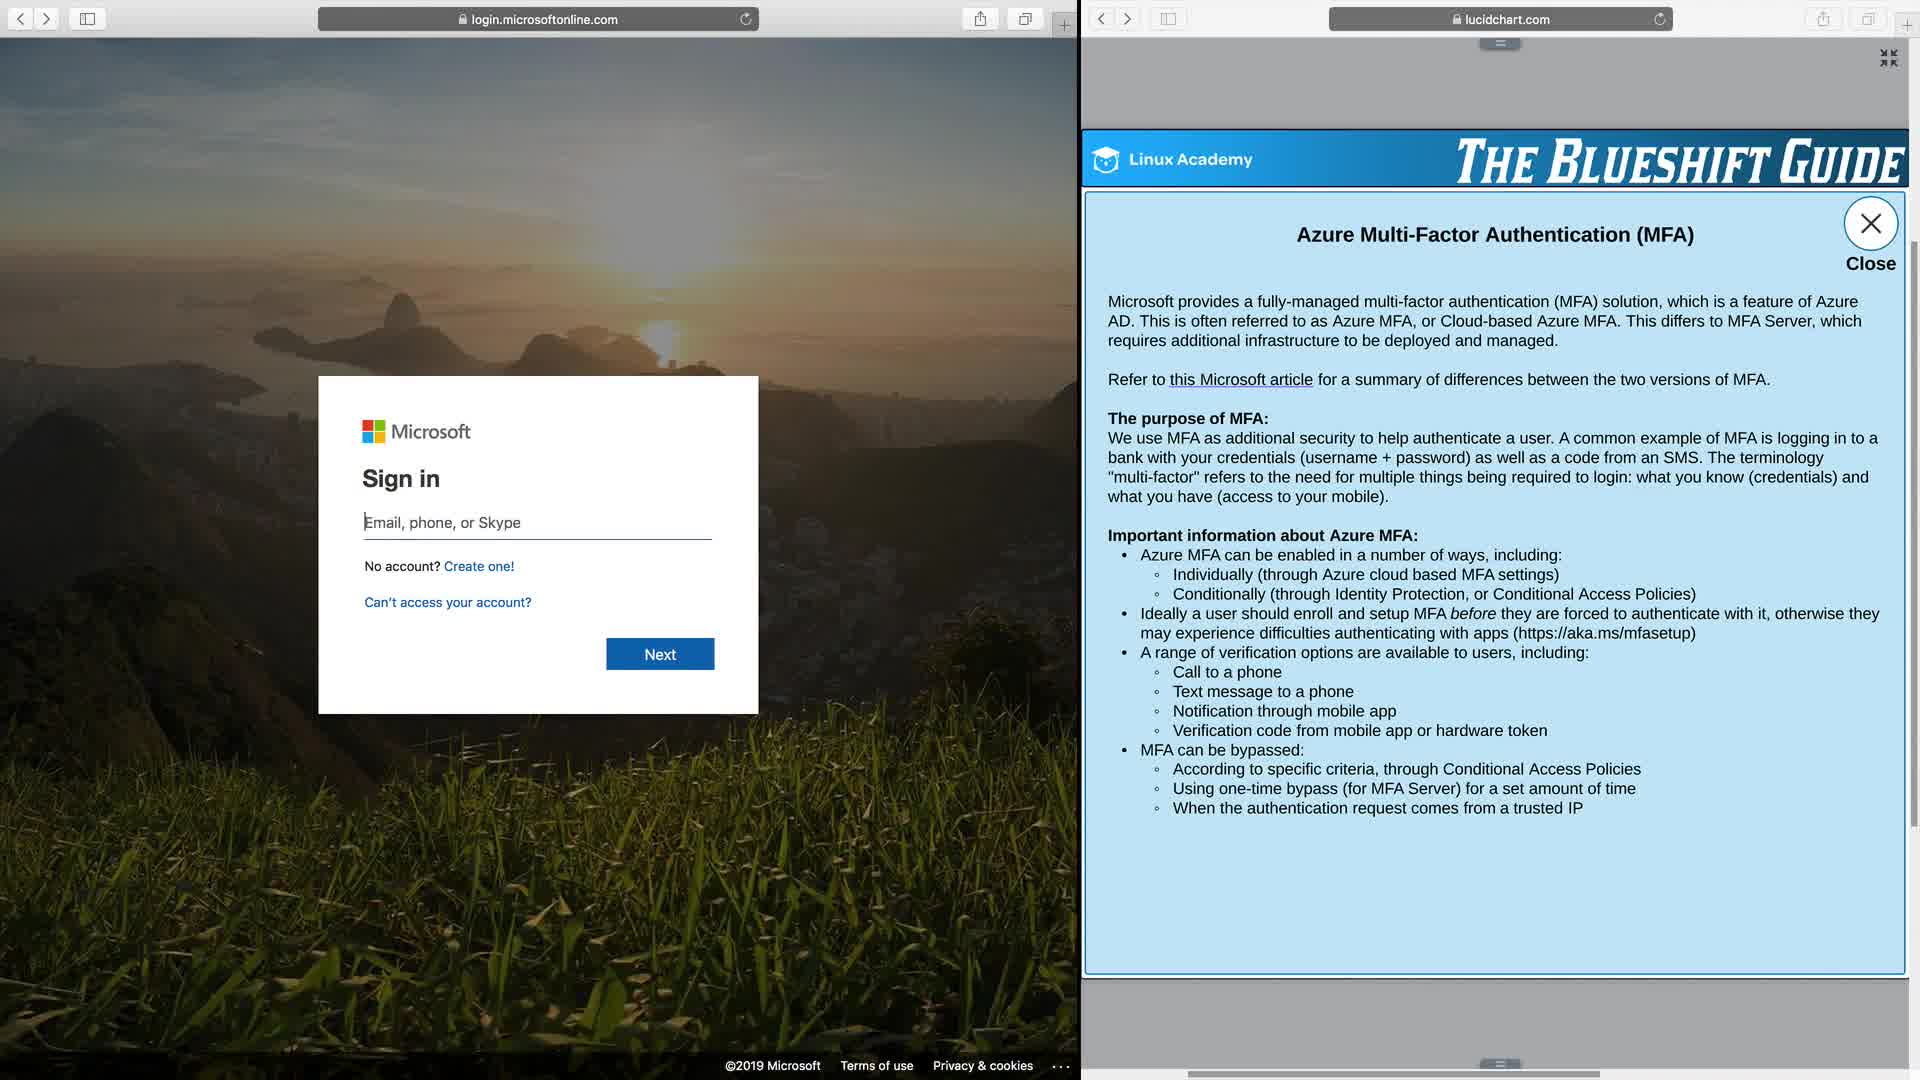 login.microsoftonline.com
Microsoft
Sign in
Email, phone, or Skype
No account? Create one!
Can't access your account?
Next
©2019 Microsoft
Terms of use
Privacy & cookies
lucidchart.com
Linux Academy
THE BLUESHIFT GUIDE
Azure Multi-Factor Authentication (MFA)
Close
Microsoft provides a fully-managed multi-factor authentication (MFA) solution, which is a feature of Azure
AD. This is often referred to as Azure MFA, or Cloud-based Azure MFA. This differs to MFA Server, which
requires additional infrastructure to be deployed and managed.
Refer to this Microsoft article for a summary of differences between the two versions of MFA.
The purpose of MFA:
We use MFA as additional security to help authenticate a user. A common example of MFA is logging in to a
bank with your credentials (username + password) as well as a code from an SMS. The terminology
"multi-factor" refers to the need for multiple things being required to login: what you know (credentials) and
what you have (access to your mobile).
Important information about Azure MFA:
• Azure MFA can be enabled in a number of ways, including:
◦ Individually (through Azure cloud based MFA settings)
◦ Conditionally (through Identity Protection, or Conditional Access Policies)
• Ideally a user should enroll and setup MFA before they are forced to authenticate with it, otherwise they
may experience difficulties authenticating with apps (https://aka.ms/mfasetup)
• A range of verification options are available to users, including:
◦ Call to a phone
◦ Text message to a phone
◦ Notification through mobile app
◦ Verification code from mobile app or hardware token
• MFA can be bypassed:
◦ According to specific criteria, through Conditional Access Policies
◦ Using one-time bypass (for MFA Server) for a set amount of time
◦ When the authentication request comes from a trusted IP